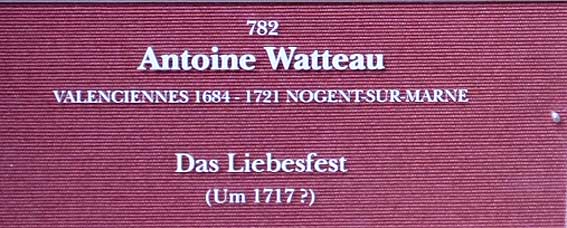 782
Antoine Watteau
VALENCIENNES 1684 - 1721 NOGENT-SUR-MARNE
Das Liebesfest
(Um 1717 ?)